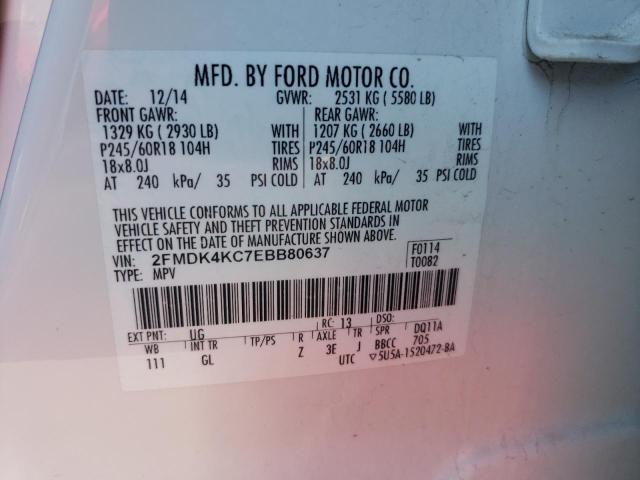 MFD. BY FORD MOTOR CO.
DATE: 12/14 GVWR: 2531 KG ( 5580 LB)
FRONT GAWR: REAR GAWR:
1329 KG ( 2930 LB) WITH 1207 KG ( 2660 LB) WITH
P245/60R18 104H TIRES P245/60R18 104H TIRES
18x8.0J RIMS 18x8.0J RIMS
AT 240 kPa/ 35 PSI COLD AT 240 kPa/ 35 PSI COLD
THIS VEHICLE CONFORMS TO ALL APPLICABLE FEDERAL MOTOR
VEHICLE SAFETY AND THEFT PREVENTION STANDARDS IN
EFFECT ON THE DATE OF MANUFACTURE SHOWN ABOVE.
VIN: 2FMDK4KC7EBB80637 F0114
TYPE: MPV T0082
EXT PNT: UG RC: 13 DSO:
WB INT TR TP/PS R AXLE TR SPR DQ11A
111 GL Z 3E J BBCC 705
UTC ▽5U5A-1520472-BA